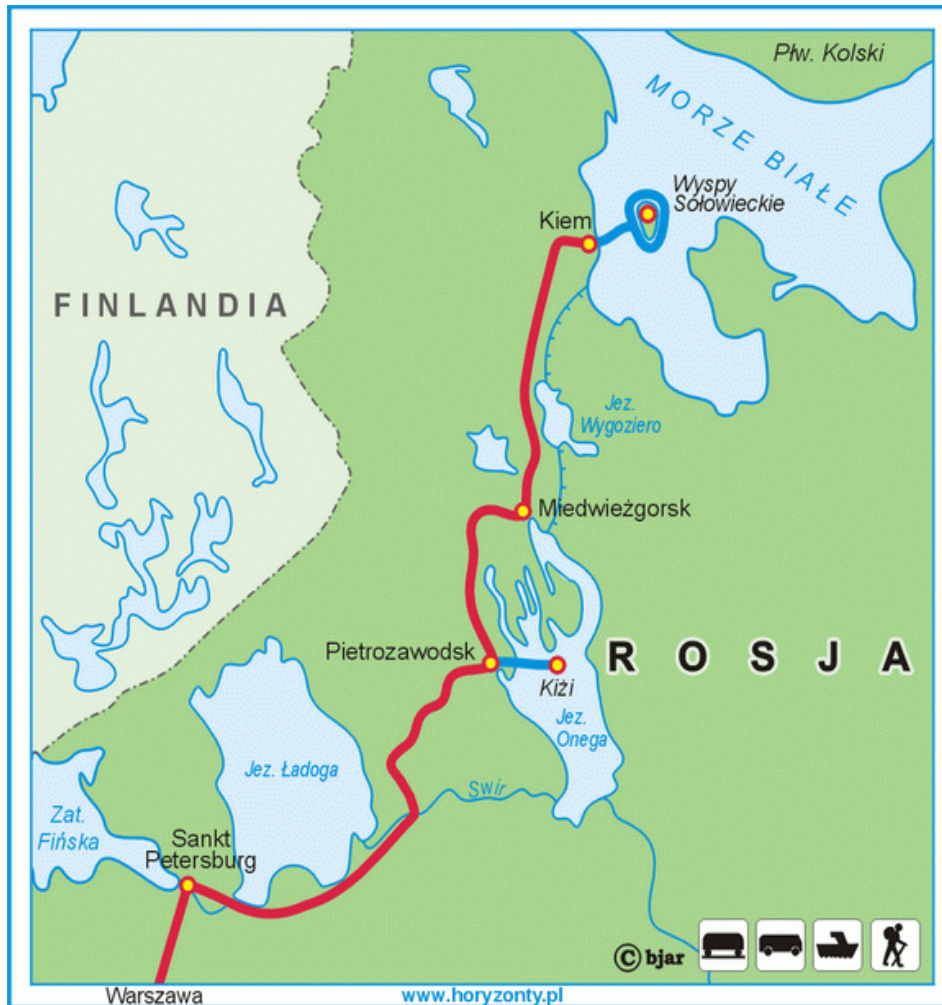 Płw. Kolski
MORZE BIAŁE
Wyspy
Sółowieckie
Kiem
FINLANDIA
Jez.
Wygoziero
Miedwieżgorsk
Pietrozawodsk
ROSJA
Kiżi
Jez.
Onega
Jez. Ładoga
Swir
Zat.
Fińska
Sankt
Petersburg
© bjar
Warszawa
www.horyzonty.pl